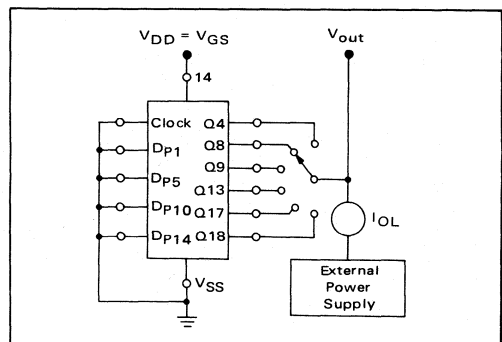 V_DD = V_GS
V_out
14
Clock
D_P1
D_P5
D_P10
D_P14
Q4
Q8
Q9
Q13
Q17
Q18
V_SS
I_OL
External
Power
Supply